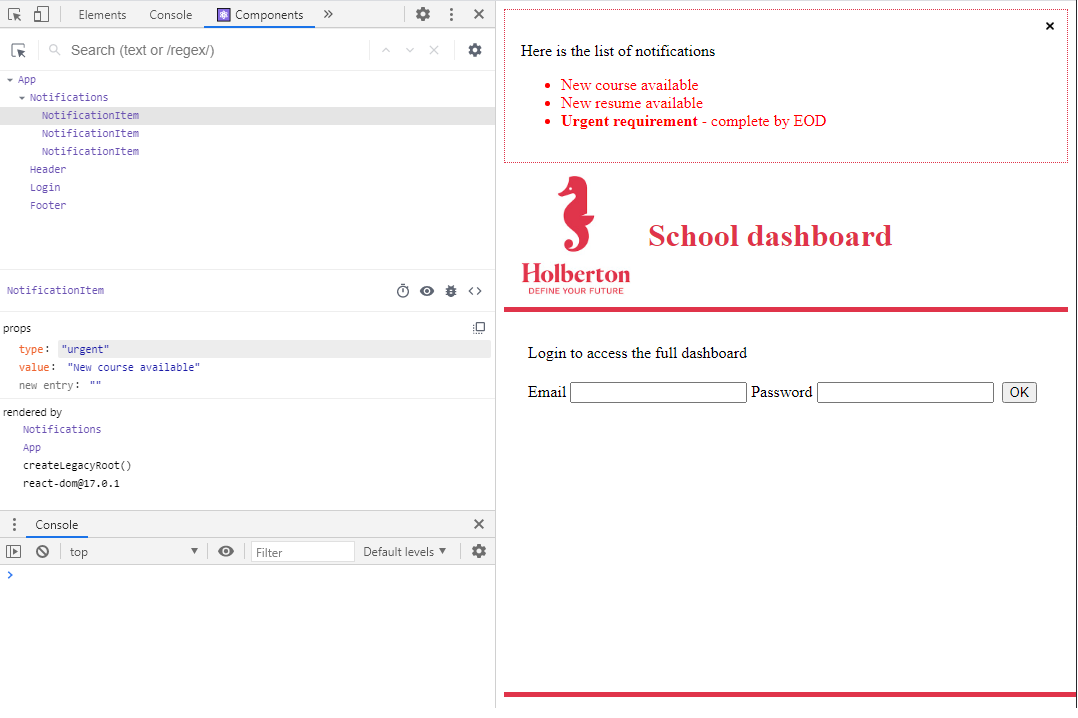 Elements Console Components »
Search (text or /regex/)
App
Notifications
NotificationItem
NotificationItem
NotificationItem
Header
Login
Footer
NotificationItem
props
type: "urgent"
value: "New course available"
new entry: ""
rendered by
Notifications
App
createLegacyRoot()
react-dom@17.0.1
Console
top Filter Default levels
Here is the list of notifications
New course available
New resume available
Urgent requirement - complete by EOD
Holberton
DEFINE YOUR FUTURE
School dashboard
Login to access the full dashboard
Email Password OK